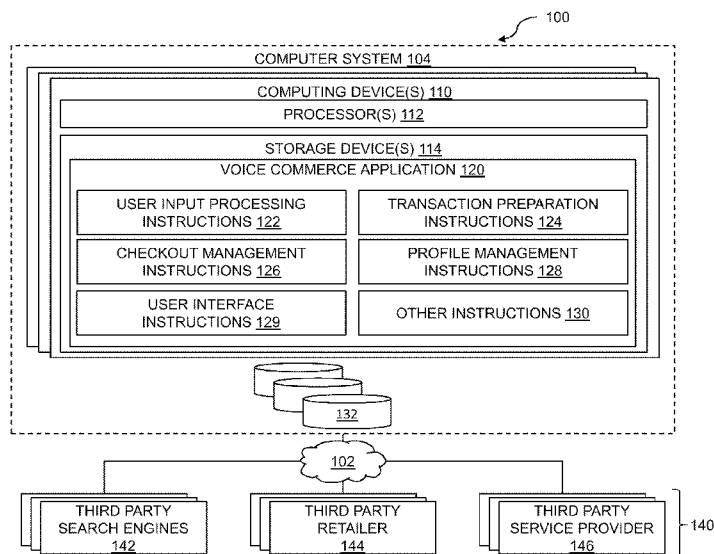 100
COMPUTER SYSTEM 104
COMPUTING DEVICE(S) 110
PROCESSOR(S) 112
STORAGE DEVICE(S) 114
VOICE COMMERCE APPLICATION 120
USER INPUT PROCESSING
INSTRUCTIONS 122
TRANSACTION PREPARATION
INSTRUCTIONS 124
CHECKOUT MANAGEMENT
INSTRUCTIONS 126
PROFILE MANAGEMENT
INSTRUCTIONS 128
USER INTERFACE
INSTRUCTIONS 129
OTHER INSTRUCTIONS 130
132
102
THIRD PARTY
SEARCH ENGINES
142
THIRD PARTY
RETAILER
144
THIRD PARTY
SERVICE PROVIDER
146
140